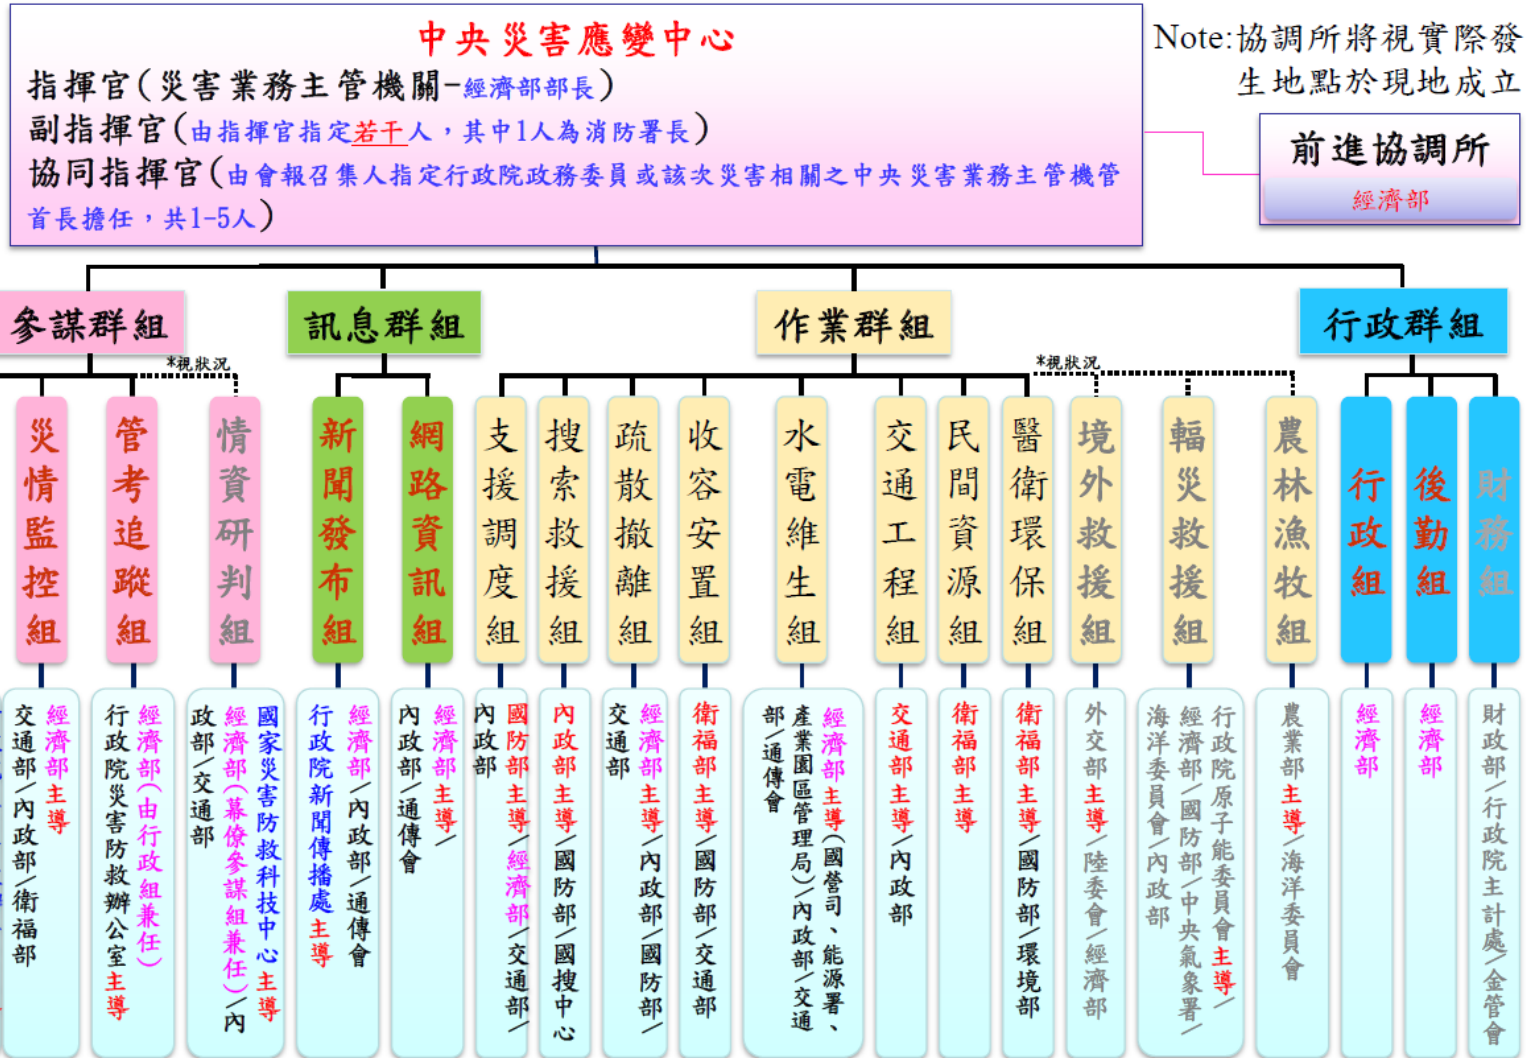 中央災害應變中心
指揮官(災害業務主管機關-經濟部部長)
副指揮官(由指揮官指定若干人，其中1人為消防署長)
協同指揮官(由會報召集人指定行政院政務委員或該次災害相關之中央災害業務主管機管
首長擔任，共1-5人)
Note:協調所將視實際發
生地點於現地成立
前進協調所
經濟部
參謀群組
訊息群組
作業群組
行政群組
*視狀況
*視狀況
災情監控組
管考追蹤組
情資研判組
新聞發布組
網路資訊組
支援調度組
搜索救援組
疏散撤離組
收容安置組
水電維生組
交通工程組
民間資源組
醫衛環保組
境外救援組
輻災救援組
農林漁牧組
行政組
後勤組
財務組
經濟部主導
交通部/內政部/衛福部
經濟部(由行政組兼任)
行政院災害防救辦公室主導
國家災害防救科技中心主導
經濟部(幕僚參謀組兼任)/內
政部/交通部
經濟部/內政部/通傳會
行政院新聞傳播處主導
經濟部主導/
內政部/通傳會
國防部主導/經濟部/交通部/
內政部
內政部主導/國防部/國搜中心
經濟部主導/內政部/國防部/
交通部
衛福部主導/國防部/交通部
經濟部主導(國營司、能源署、
產業園區管理局)/內政部/交通
部/通傳會
交通部主導/內政部
衛福部主導
衛福部主導/國防部/環境部
外交部主導/陸委會/經濟部
行政院原子能委員會主導/
經濟部/國防部/中央氣象署/
海洋委員會/內政部
農業部主導/海洋委員會
經濟部
經濟部
財政部/行政院主計處/金管會